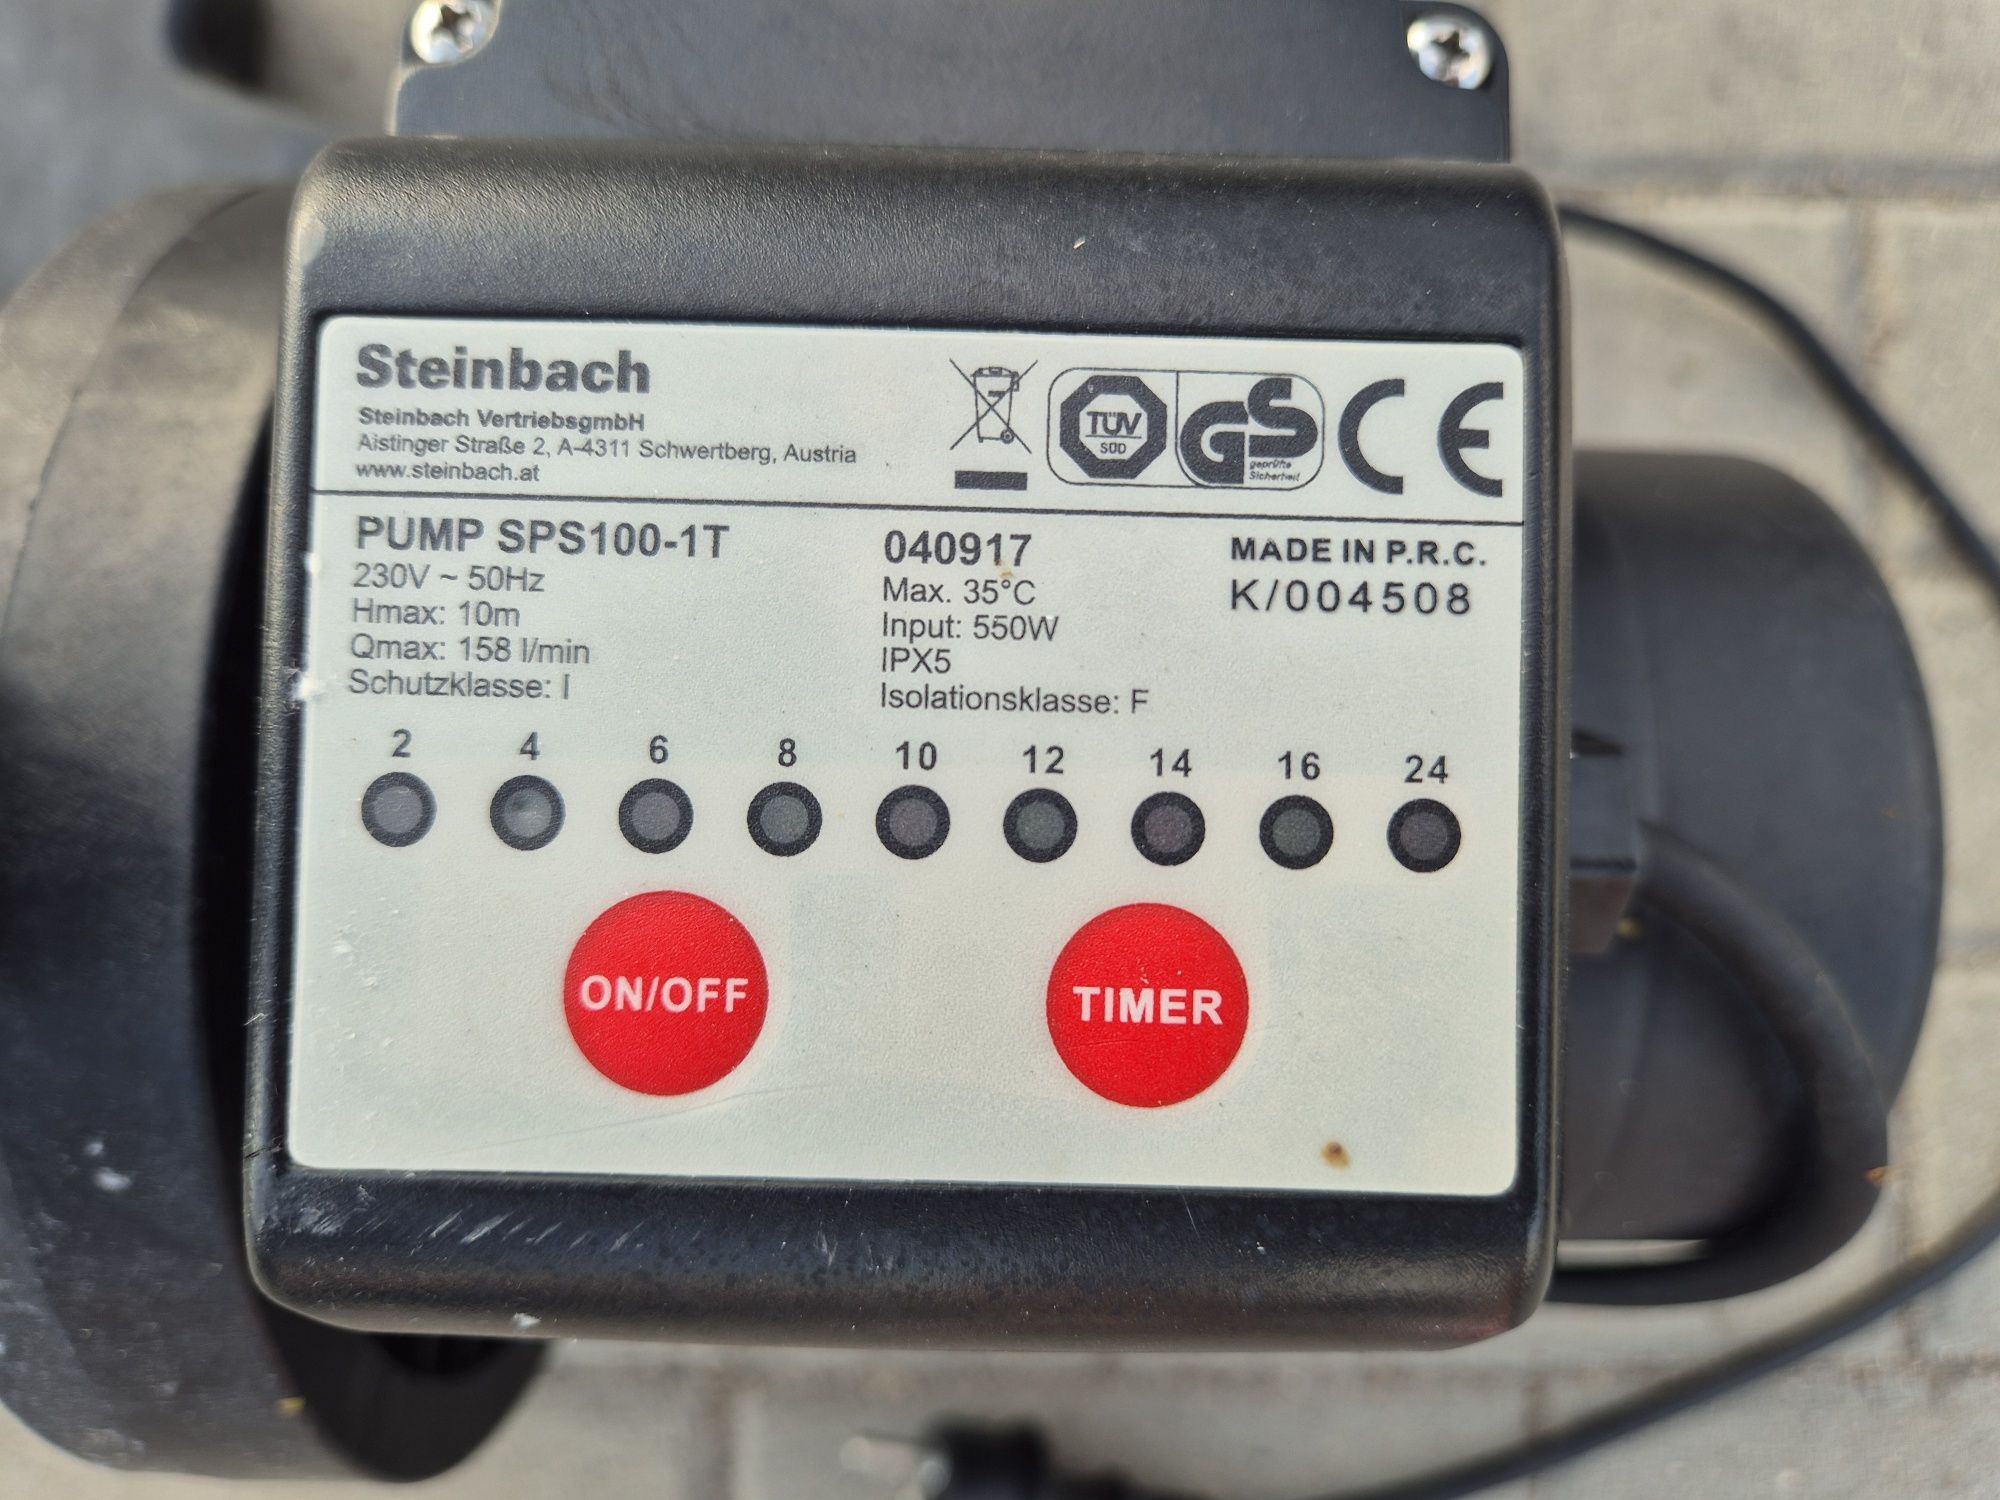 Steinbach
Steinbach VertriebsgmbH
Aistinger Straße 2, A-4311 Schwertberg, Austria
www.steinbach.at
TÜV
SÜD
GS
geprüfte
Sicherheit
CE
PUMP SPS100-1T
230V ~ 50Hz
Hmax: 10m
Qmax: 158 l/min
Schutzklasse: I
040917
Max. 35°C
Input: 550W
IPX5
Isolationsklasse: F
MADE IN P.R.C.
K/004508
2 4 6 8 10 12 14 16 24
ON/OFF
TIMER